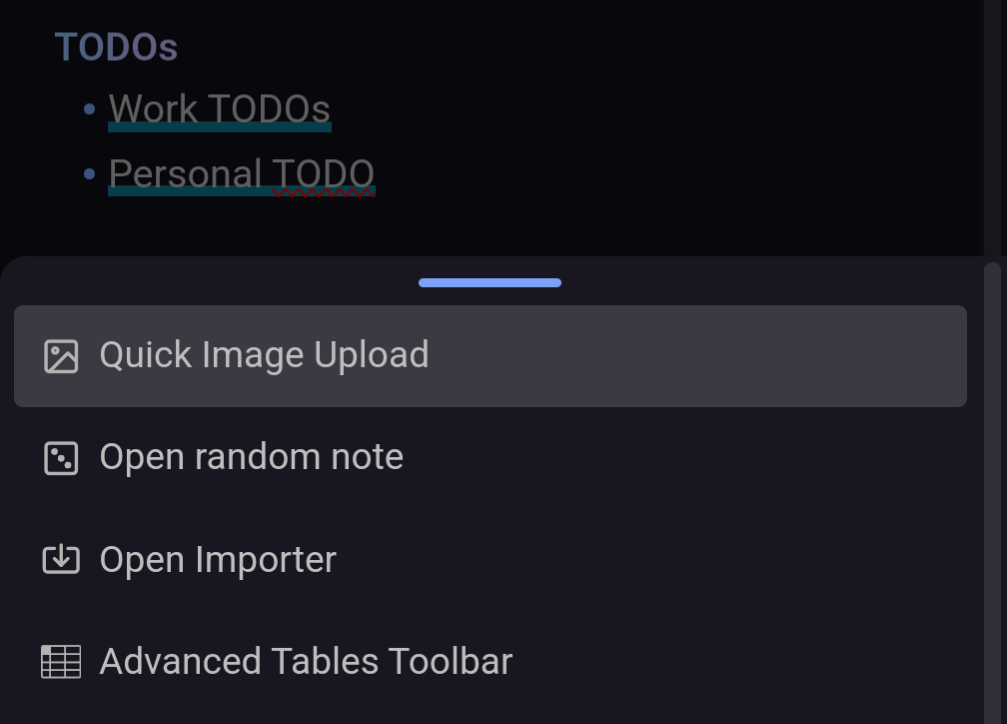 TODOs
Work TODOs
Personal TODO
Quick Image Upload
Open random note
Open Importer
Advanced Tables Toolbar